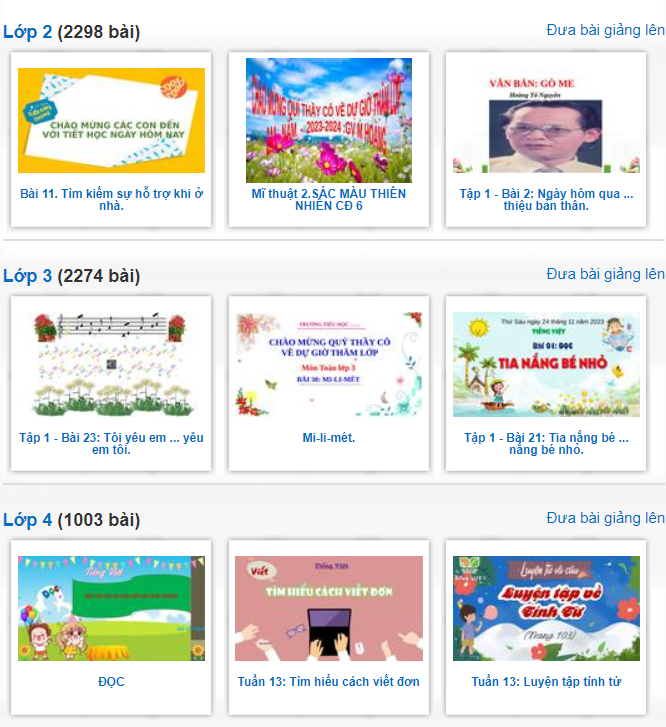 Lớp 2 (2298 bài)
Đưa bài giảng lên
CHÀO MỪNG CÁC CON ĐẾN
VỚI TIẾT HỌC NGÀY HÔM NAY
Bài 11. Tìm kiếm sự hỗ trợ khi ở
nhà.
CHÀO MỪNG QUÍ THẦY CÔ VỀ DỰ GIỜ THĂM LỚP
2023-2024
Mĩ thuật 2.SẮC MÀU THIÊN
NHIÊN CĐ 6
VĂN BẢN: GÒ ME
Hoàng Tố Nguyên
Tập 1 - Bài 2: Ngày hôm qua ...
thiệu bản thân.
Lớp 3 (2274 bài)
Đưa bài giảng lên
Tập 1 - Bài 23: Tôi yêu em ... yêu
em tôi.
TRƯỜNG TIỂU HỌC ......
CHÀO MỪNG QUÝ THẦY CÔ
VỀ DỰ GIỜ THĂM LỚP
Môn Toán lớp 3
BÀI 30: MI-LI-MÉT
Mi-li-mét.
Thứ Sáu ngày 24 tháng 11 năm 2023
TIẾNG VIỆT
Bài 01: ĐỌC
TIA NẮNG BÉ NHỎ
Tập 1 - Bài 21: Tia nắng bé ...
nắng bé nhỏ.
Lớp 4 (1003 bài)
Đưa bài giảng lên
Tiếng Việt
ĐỌC
ĐỌC
Tiếng Việt
Viết
TÌM HIỂU CÁCH VIẾT ĐƠN
Tuần 13: Tìm hiểu cách viết đơn
Luyện từ và câu
Luyện tập về
Tính Từ
(Trang 103)
Tuần 13: Luyện tập tính từ